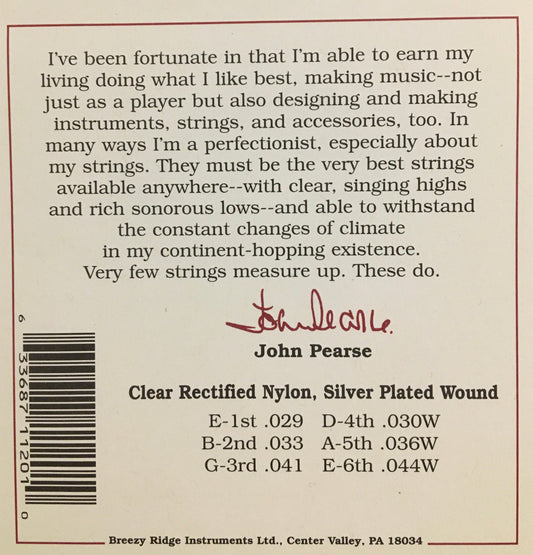 I've been fortunate in that I'm able to earn my
living doing what I like best, making music--not
just as a player but also designing and making
instruments, strings, and accessories, too. In
many ways I'm a perfectionist, especially about
my strings. They must be the very best strings
available anywhere--with clear, singing highs
and rich sonorous lows--and able to withstand
the constant changes of climate
in my continent-hopping existence.
Very few strings measure up. These do.
John Pearse.
John Pearse
Clear Rectified Nylon, Silver Plated Wound
E-1st .029 D-4th .030W
B-2nd .033 A-5th .036W
G-3rd .041 E-6th .044W
6 33687 11201 0
Breezy Ridge Instruments Ltd., Center Valley, PA 18034